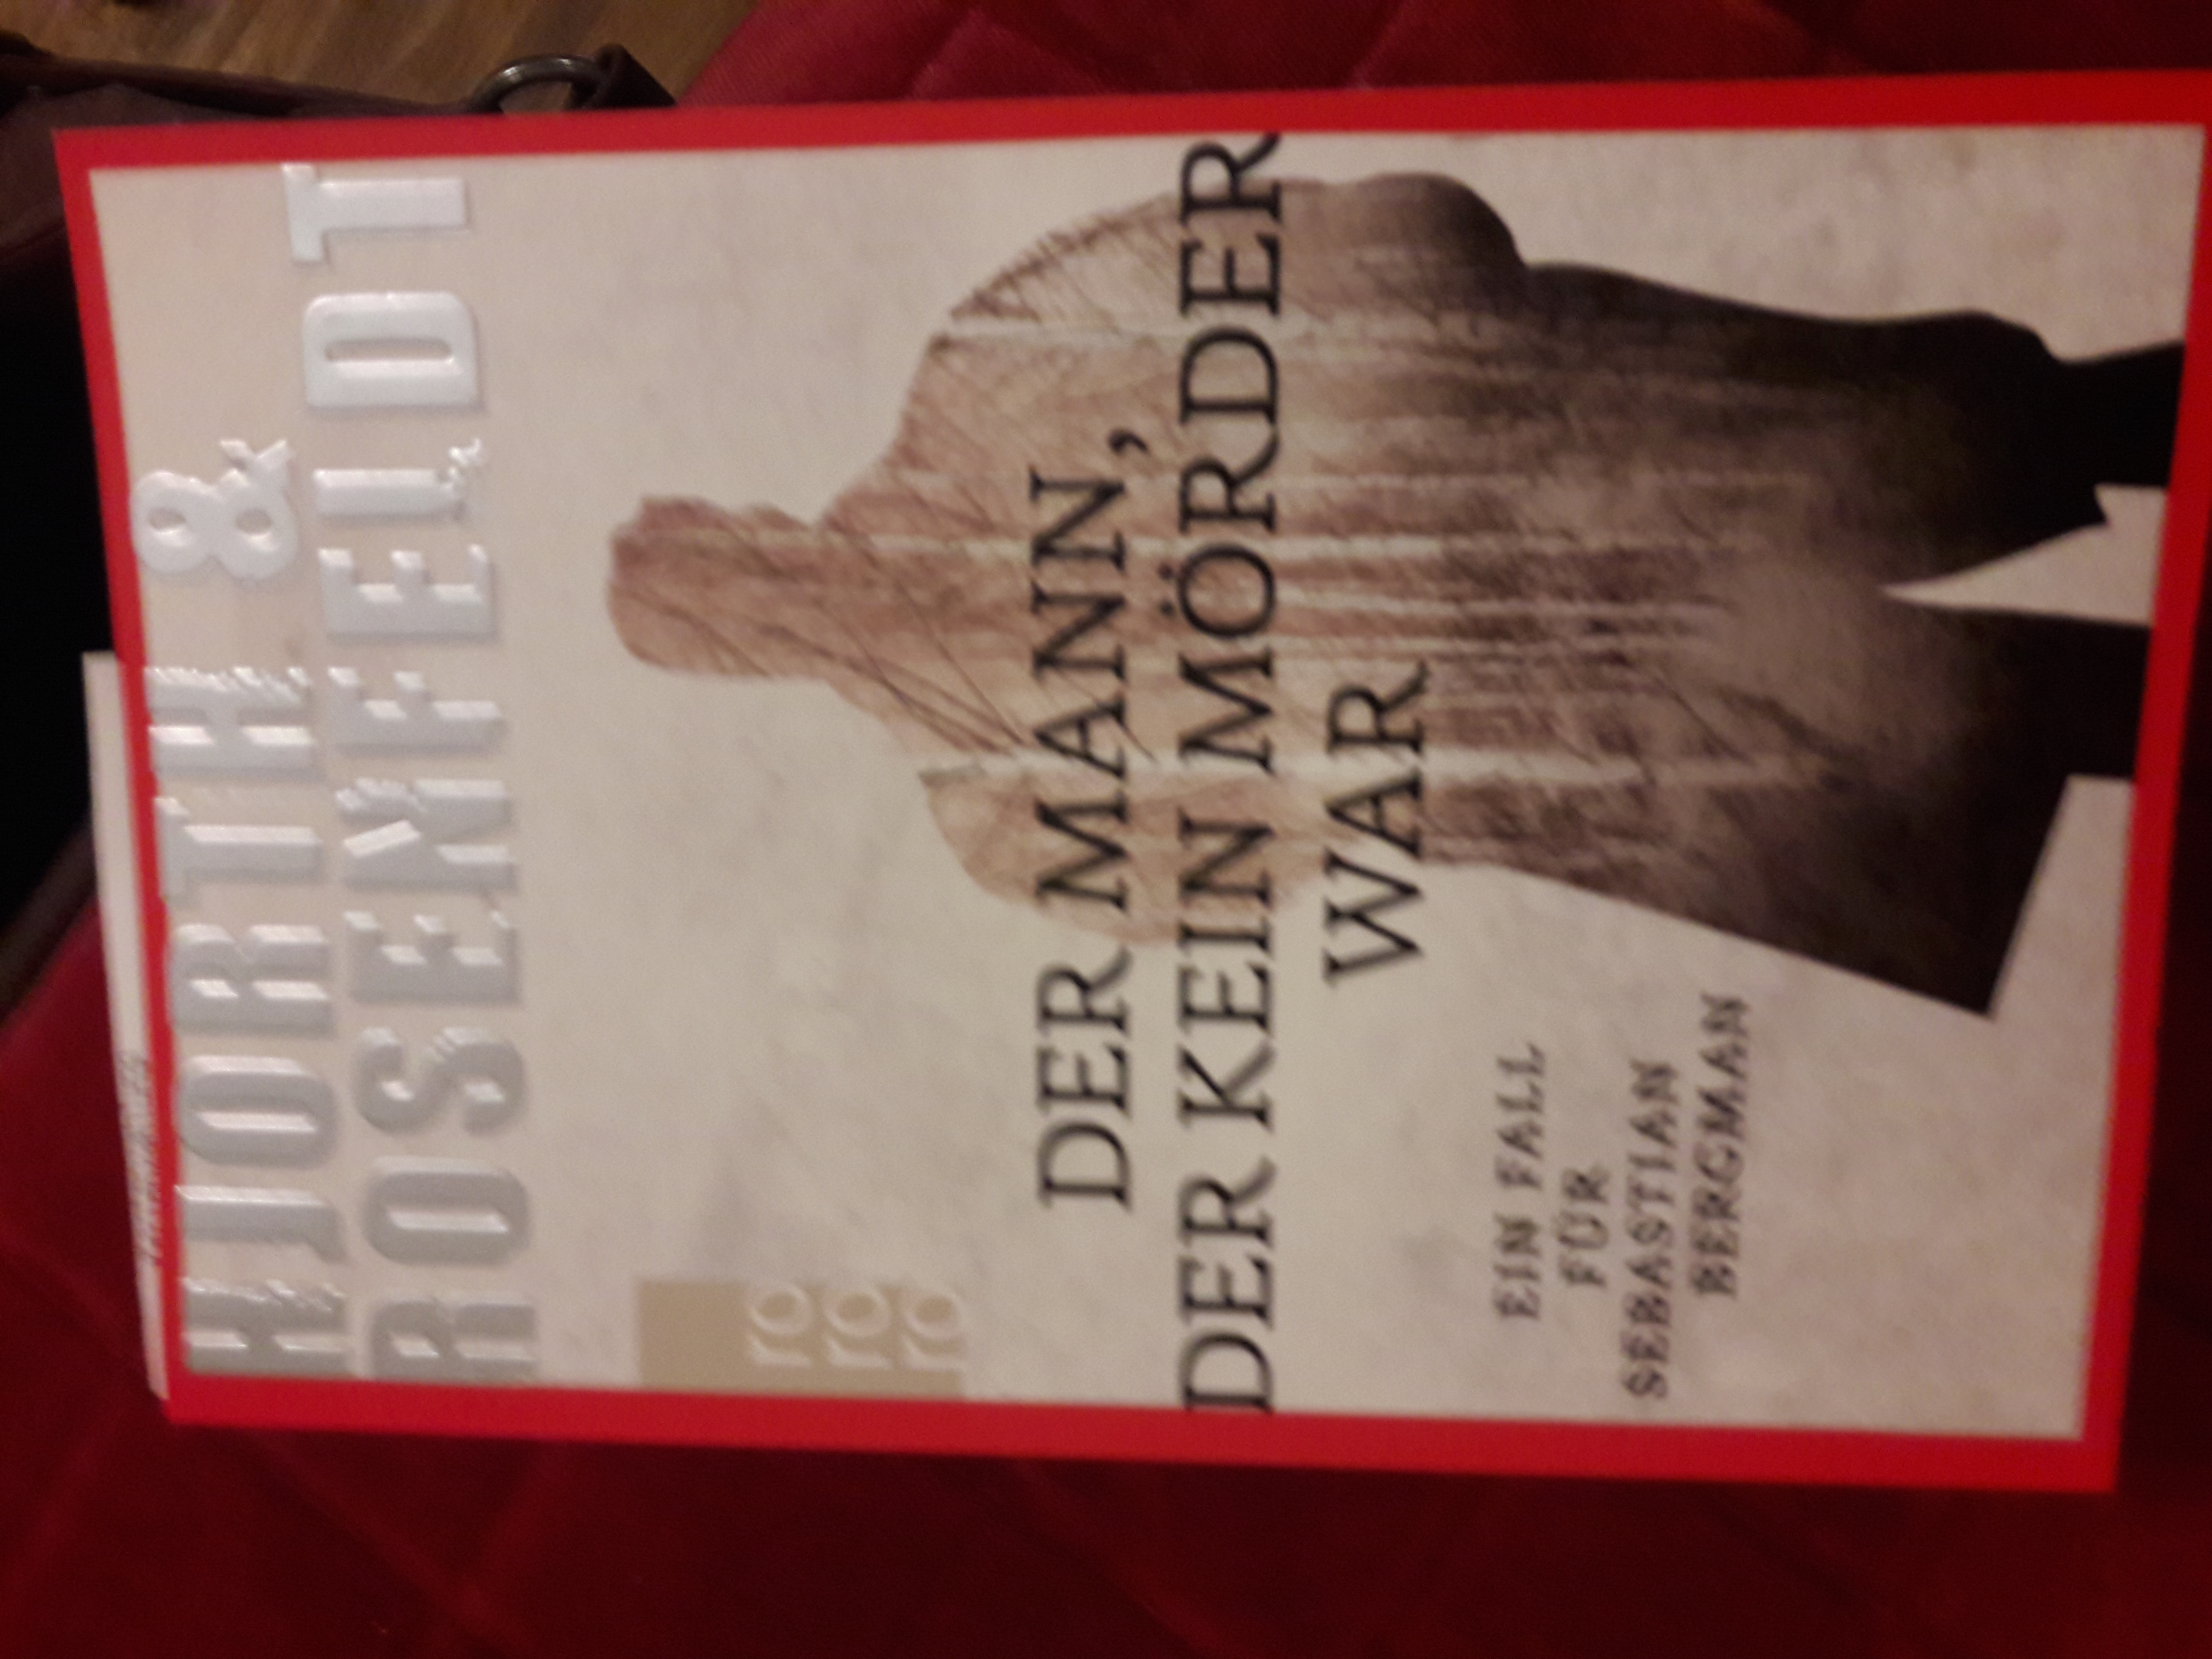 HJORTH &
ROSENFELDT
ro
ro
ro
DER MANN,
DER KEIN MÖRDER
WAR
EIN FALL
FÜR
SEBASTIAN
BERGMAN